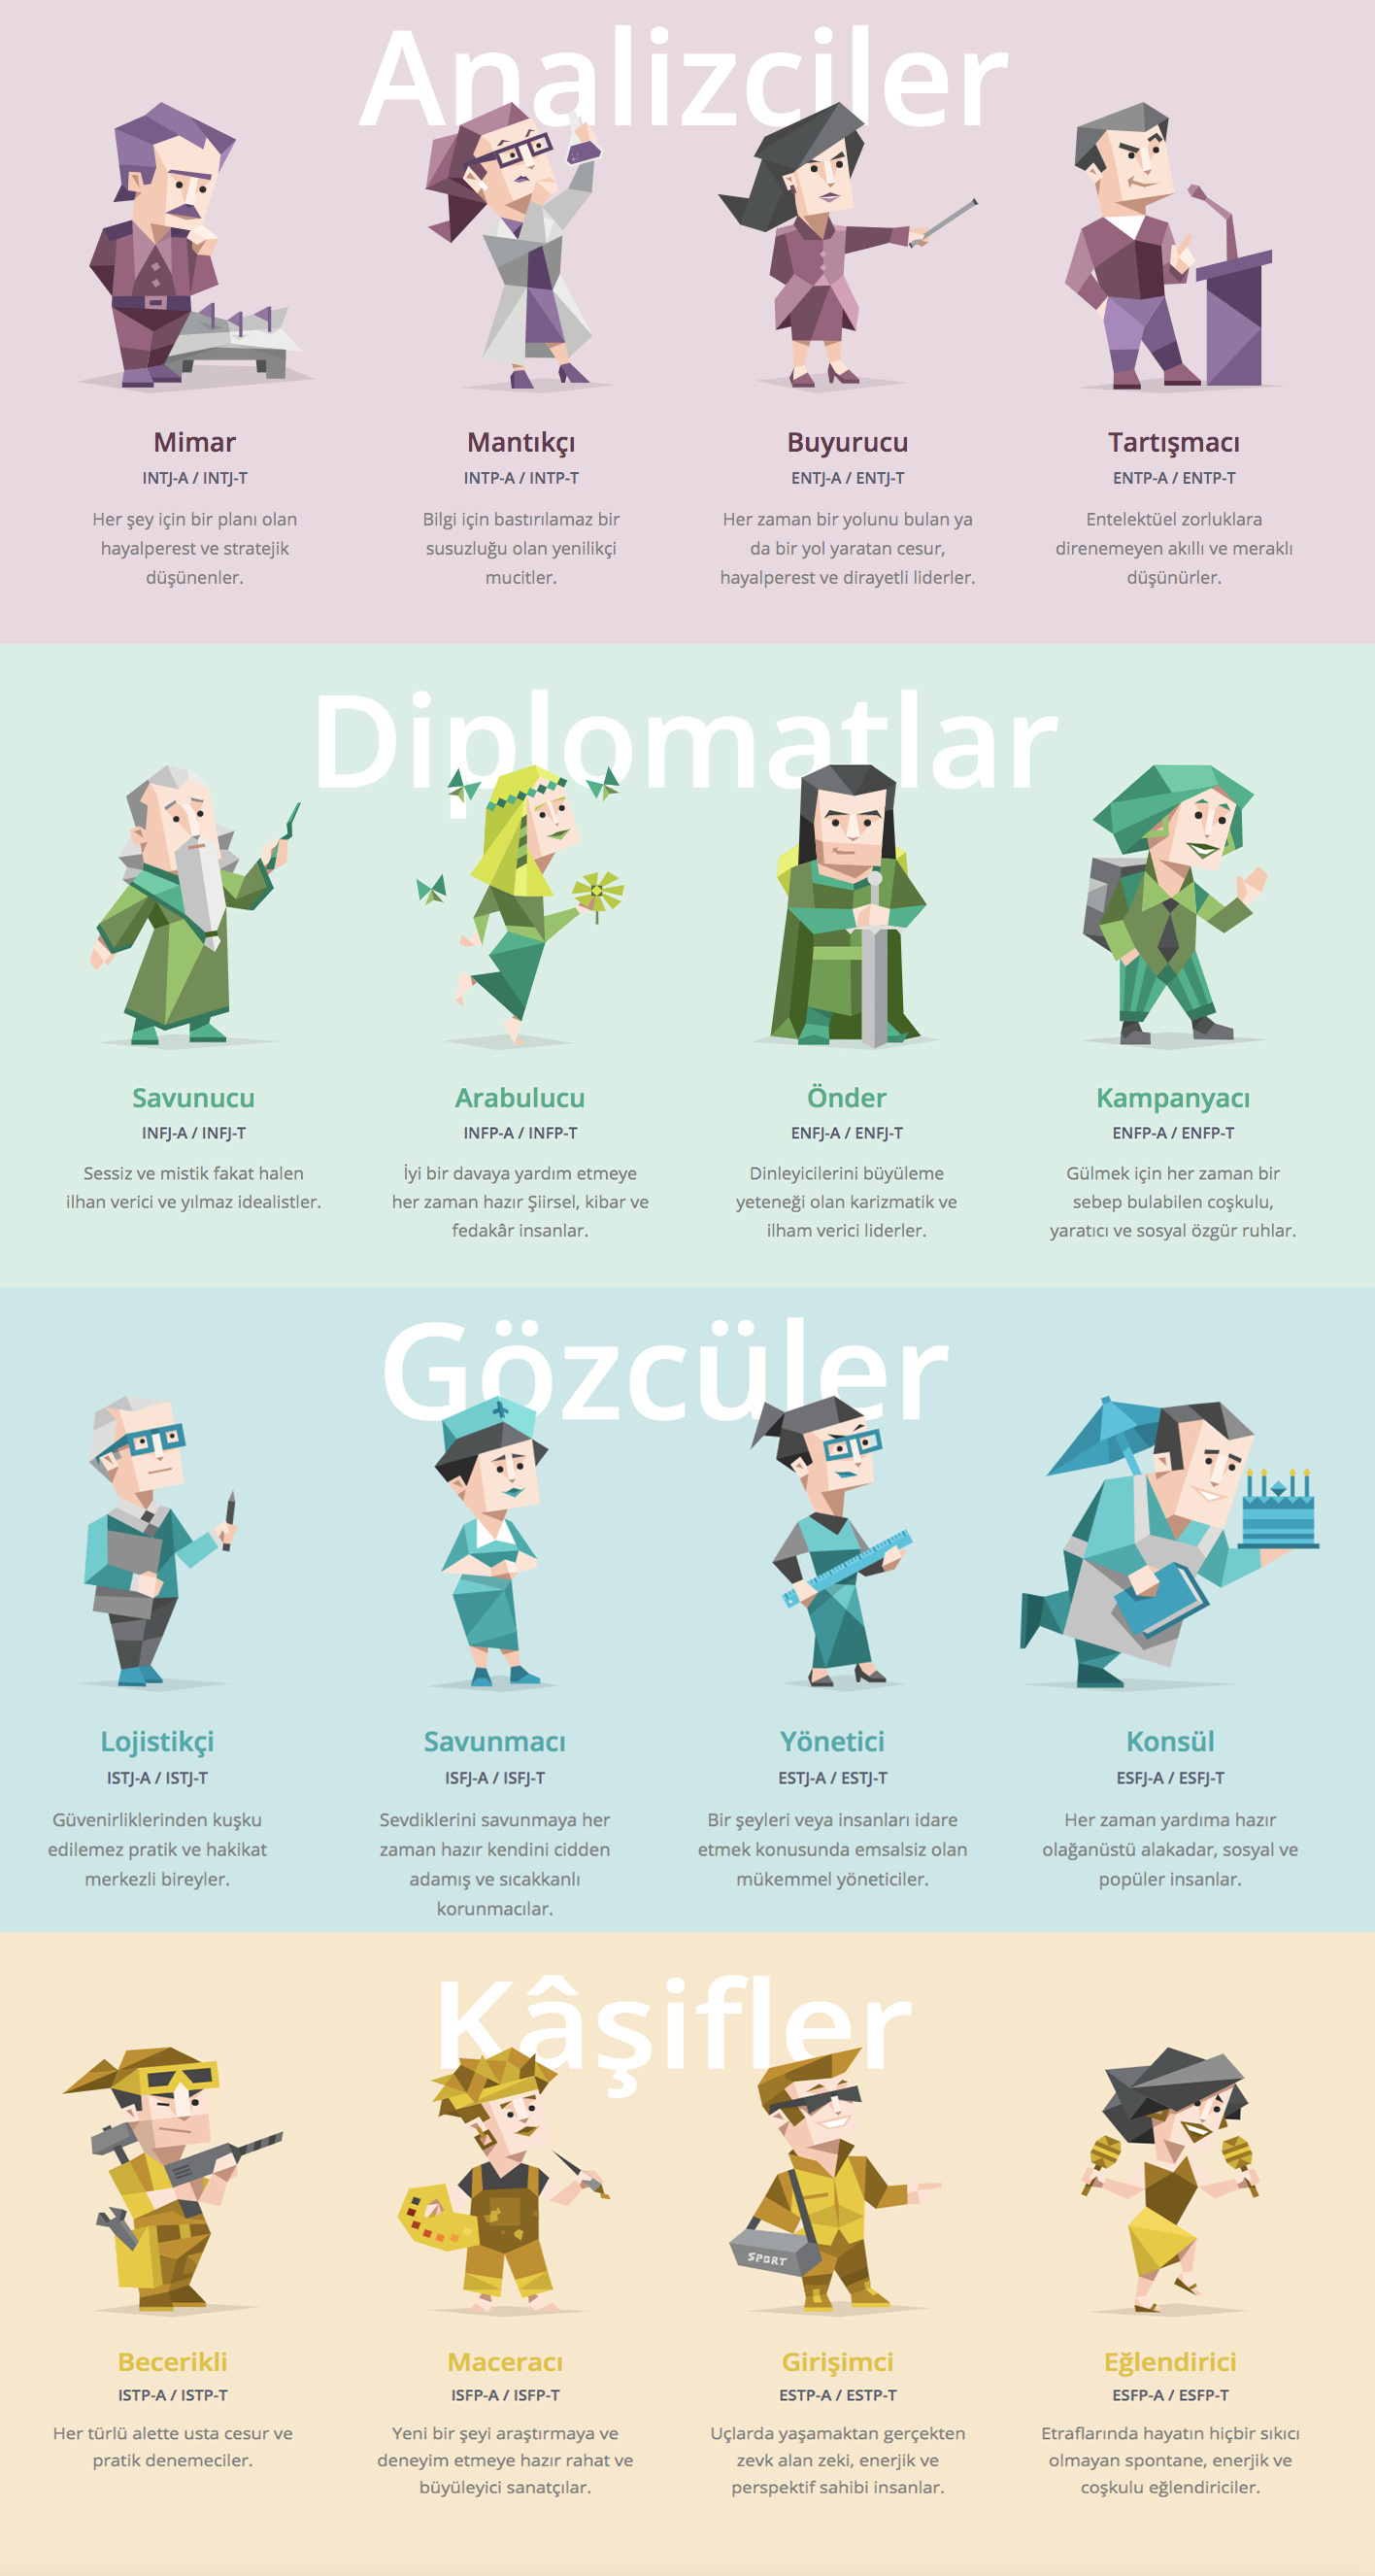 Analizciler
Mimar
INTJ-A / INTJ-T
Her şey için bir planı olan
hayalperest ve stratejik
düşünenler.
Mantıkçı
INTP-A / INTP-T
Bilgi için bastırılamaz bir
susuzluğu olan yenilikçi
mucitler.
Buyurucu
ENTJ-A / ENTJ-T
Her zaman bir yolunu bulan ya
da bir yol yaratan cesur,
hayalperest ve dirayetli liderler.
Tartışmacı
ENTP-A / ENTP-T
Entelektüel zorluklara
direnemeyen akıllı ve meraklı
düşünürler.
Diplomatlar
Savunucu
INFJ-A / INFJ-T
Sessiz ve mistik fakat halen
ilhan verici ve yılmaz idealistler.
Arabulucu
INFP-A / INFP-T
İyi bir davaya yardım etmeye
her zaman hazır Şiirsel, kibar ve
fedakâr insanlar.
Önder
ENFJ-A / ENFJ-T
Dinleyicilerini büyüleme
yeteneği olan karizmatik ve
ilham verici liderler.
Kampanyacı
ENFP-A / ENFP-T
Gülmek için her zaman bir
sebep bulabilen coşkulu,
yaratıcı ve sosyal özgür ruhlar.
Gözcüler
Lojistikçi
ISTJ-A / ISTJ-T
Güvenirliklerinden kuşku
edilemez pratik ve hakikat
merkezli bireyler.
Savunmacı
ISFJ-A / ISFJ-T
Sevdiklerini savunmaya her
zaman hazır kendini cidden
adamış ve sıcakkanlı
korunmacılar.
Yönetici
ESTJ-A / ESTJ-T
Bir şeyleri veya insanları idare
etmek konusunda emsalsiz olan
mükemmel yöneticiler.
Konsül
ESFJ-A / ESFJ-T
Her zaman yardıma hazır
olağanüstü alakadar, sosyal ve
popüler insanlar.
Kâşifler
SPORT
Becerikli
ISTP-A / ISTP-T
Her türlü alette usta cesur ve
pratik denemeciler.
Maceracı
ISFP-A / ISFP-T
Yeni bir şeyi araştırmaya ve
deneyim etmeye hazır rahat ve
büyüleyici sanatçılar.
Girişimci
ESTP-A / ESTP-T
Uçlarda yaşamaktan gerçekten
zevk alan zeki, enerjik ve
perspektif sahibi insanlar.
Eğlendirici
ESFP-A / ESFP-T
Etraflarında hayatın hiçbir sıkıcı
olmayan spontane, enerjik ve
coşkulu eğlendiriciler.